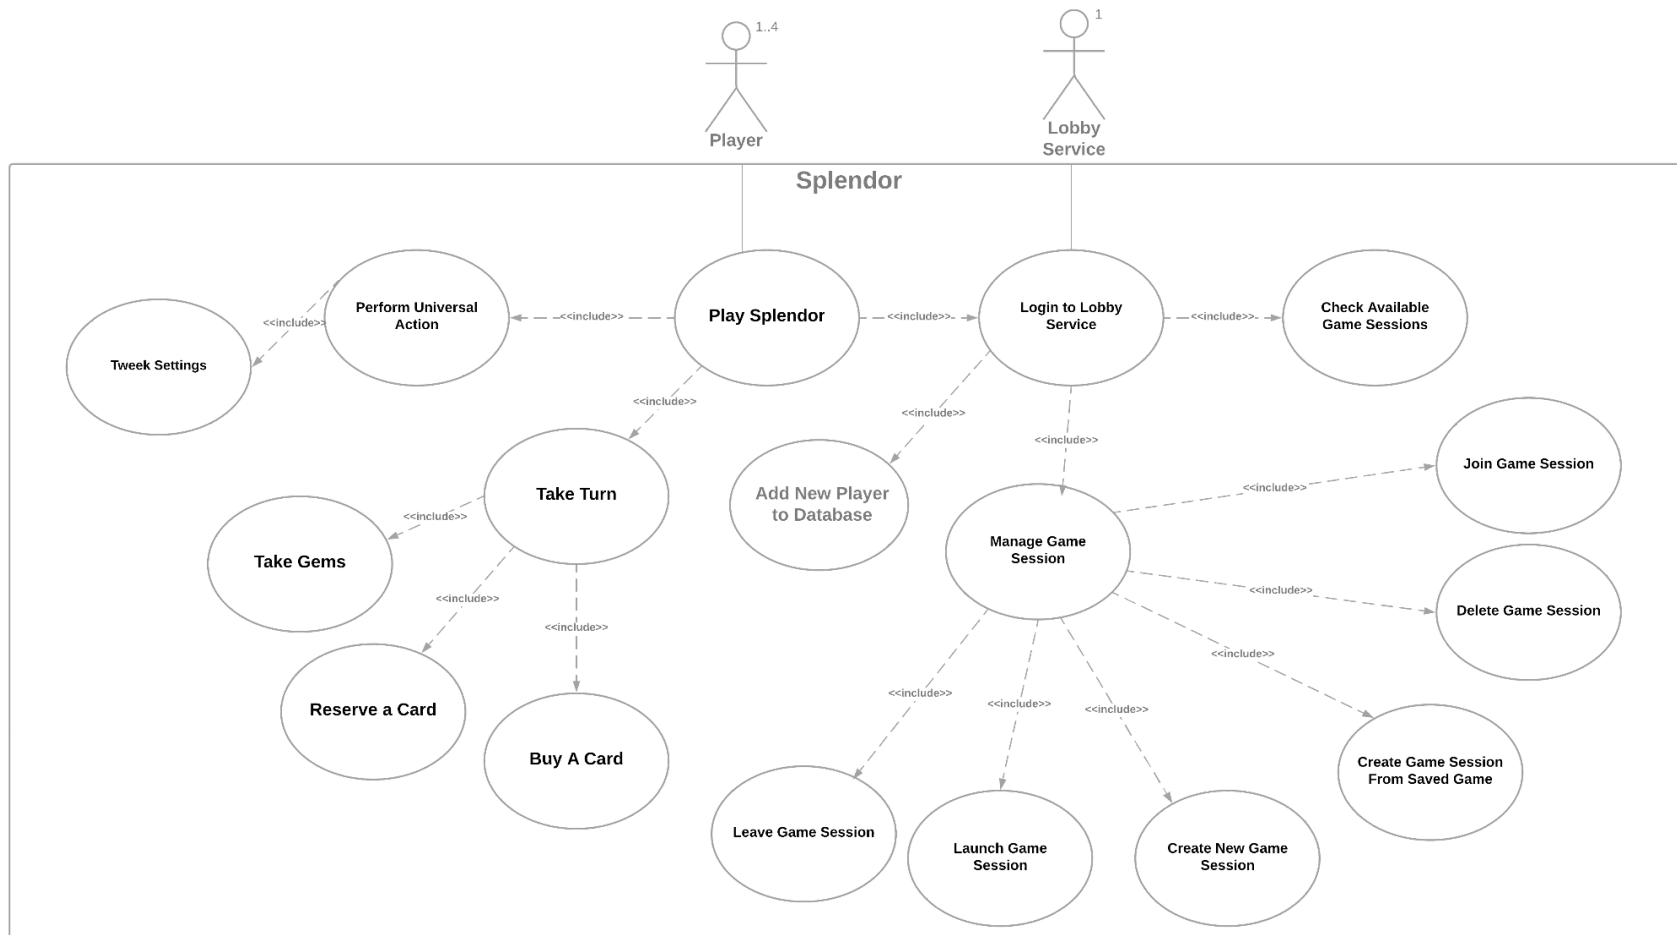 1..4
1
Player
Lobby
Service
Splendor
Perform Universal
Action
<<include>>
Play Splendor
<<include>>
Login to Lobby
Service
<<include>>
Check Available
Game Sessions
<<include>>
Tweek Settings
<<include>>
<<include>>
<<include>>
Take Turn
Add New Player
to Database
Join Game Session
<<include>>
<<include>>
Take Gems
Manage Game
Session
<<include>>
Delete Game Session
<<include>>
<<include>>
<<include>>
Reserve a Card
Buy A Card
<<include>>
<<include>>
<<include>>
Create Game Session
From Saved Game
Leave Game Session
Launch Game
Session
Create New Game
Session